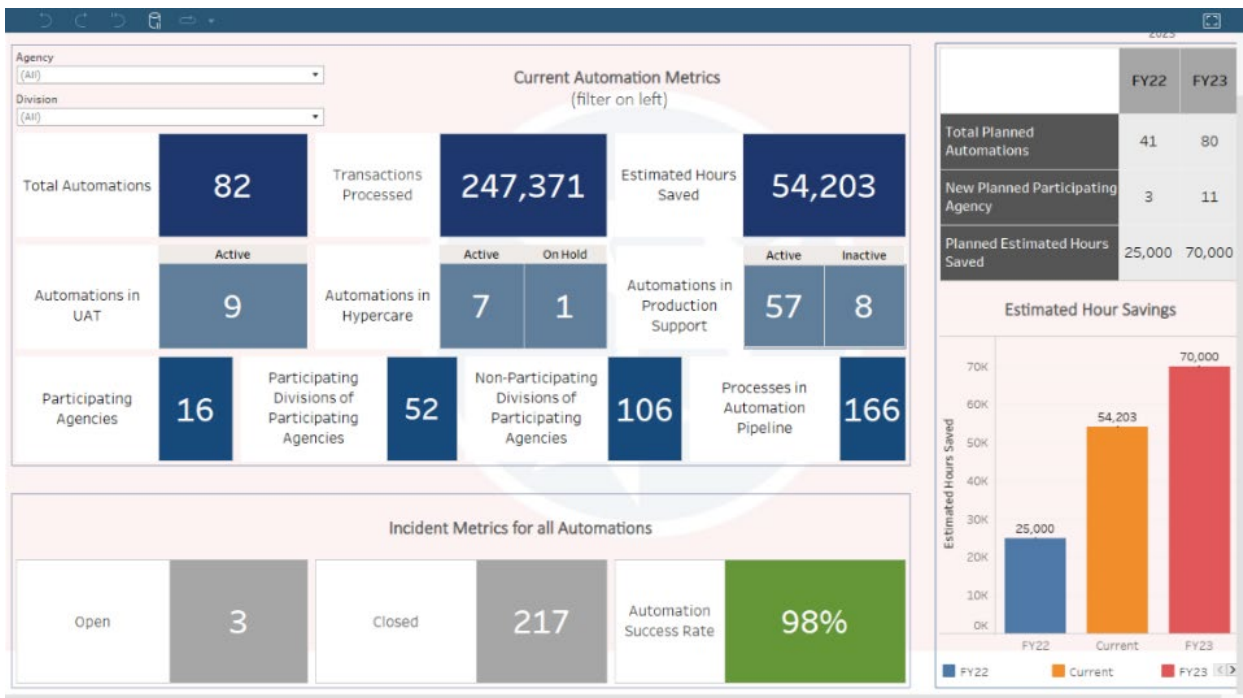 2023
Agency
(All)
Division
(All)
Current Automation Metrics
(filter on left)
Total Automations
82
Transactions
Processed
247,371
Estimated Hours
Saved
54,203
Automations in
UAT
Active
9
Automations in
Hypercare
Active
On Hold
7
1
Automations in
Production
Support
Active
Inactive
57
8
Participating
Agencies
16
Participating
Divisions of
Participating
Agencies
52
Non-Participating
Divisions of
Participating
Agencies
106
Processes in
Automation
Pipeline
166
Incident Metrics for all Automations
Open
3
Closed
217
Automation
Success Rate
98%
FY22 FY23
Total Planned
Automations
41 80
New Planned Participating
Agency
3 11
Planned Estimated Hours
Saved
25,000 70,000
Estimated Hour Savings
Estimated Hours Saved
70K
60K
50K
40K
30K
20K
10K
0K
25,000
54,203
70,000
FY22 Current FY23
FY22 Current FY23